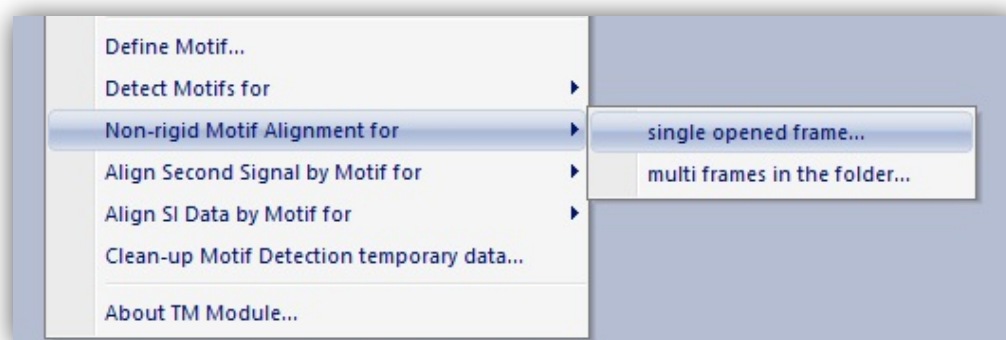 Define Motif...
Detect Motifs for
Non-rigid Motif Alignment for
single opened frame...
multi frames in the folder...
Align Second Signal by Motif for
Align SI Data by Motif for
Clean-up Motif Detection temporary data...
About TM Module...